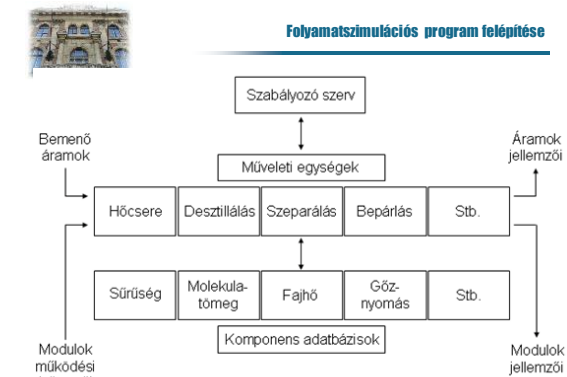 Folyamatszimulációs program felépítése
Szabályozó szerv
Bemenő
áramok
Áramok
jellemzői
Műveleti egységek
Hőcsere
Desztillálás
Szeparálás
Bepárlás
Stb.
Sűrűség
Molekula-
tömeg
Fajhő
Gőz-
nyomás
Stb.
Komponens adatbázisok
Modulok
működési
Modulok
jellemzői